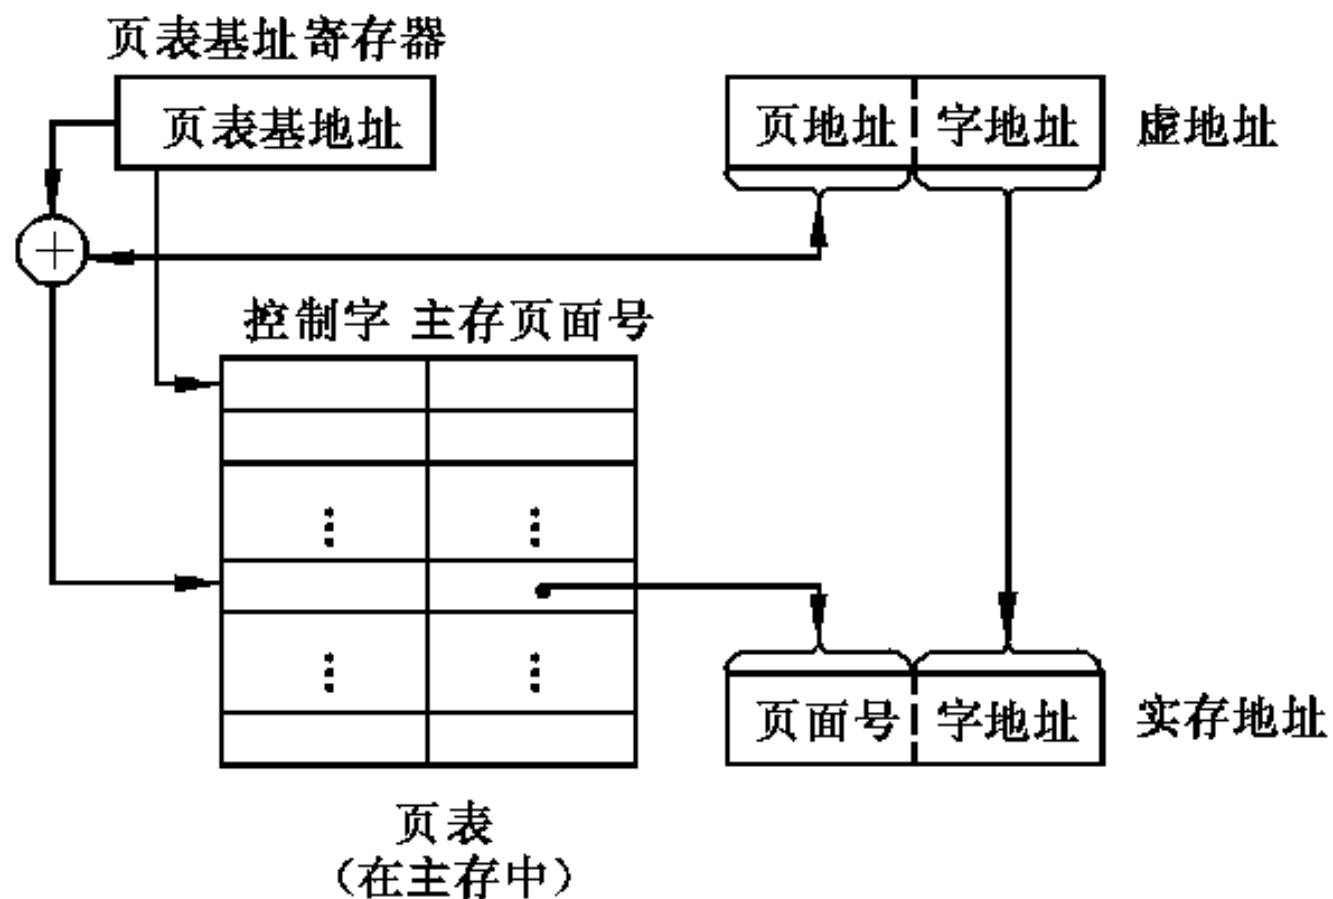 页表基址寄存器
页表基地址
页地址 字地址 虚地址
控制字 主存页面号
页面号 字地址 实存地址
页表
（在主存中）